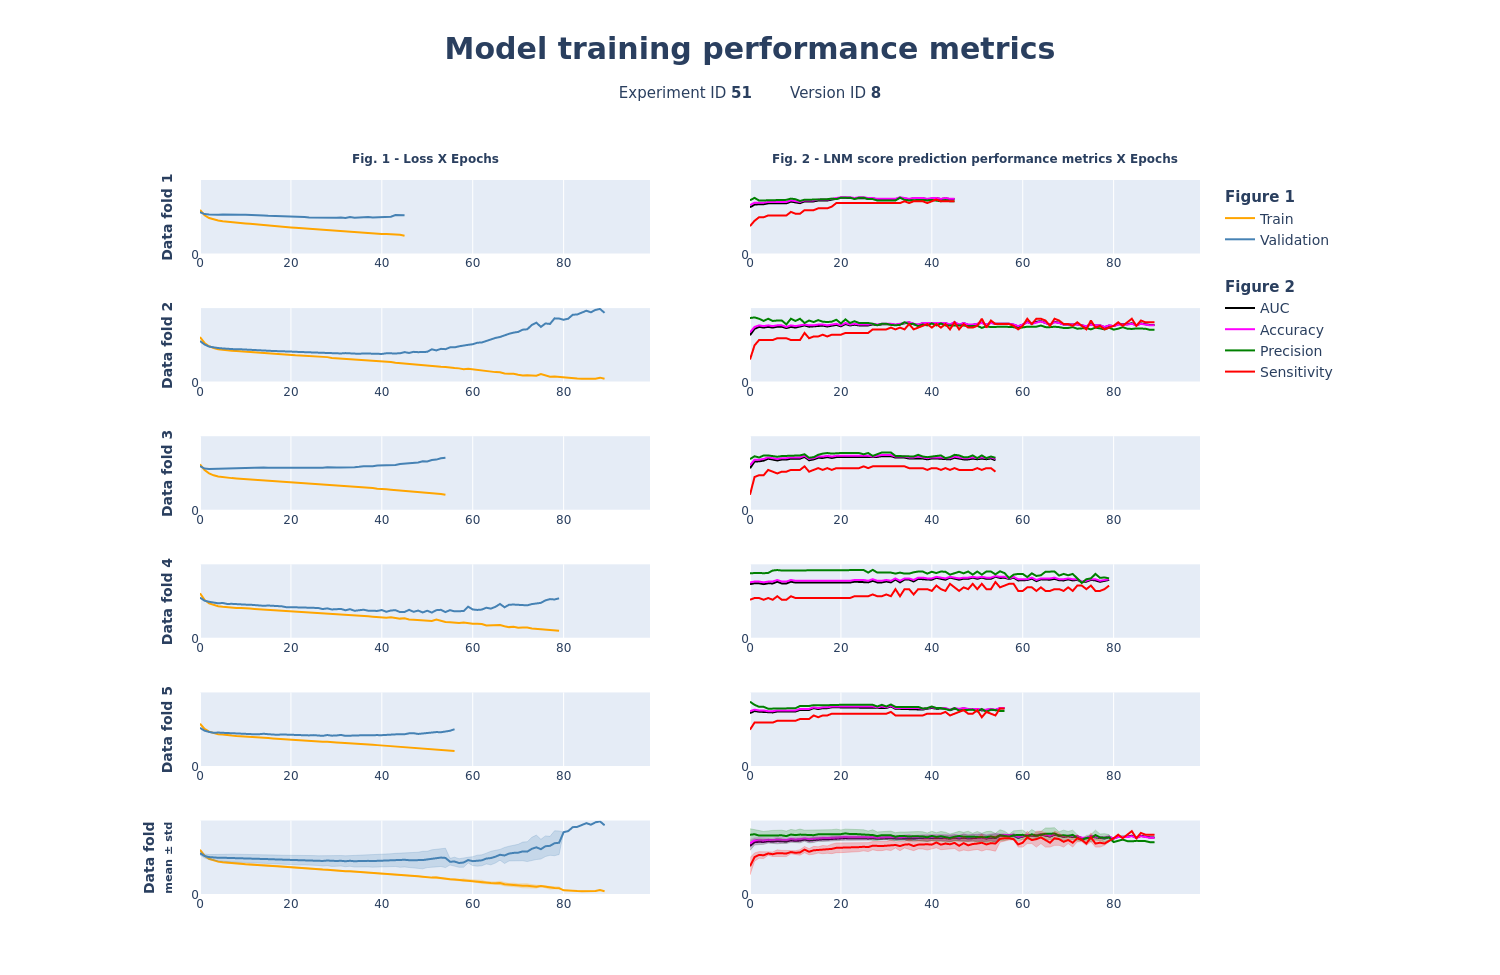 Model training performance metrics
Experiment ID 51 Version ID 8
Fig. 1 - Loss X Epochs
Fig. 2 - LNM score prediction performance metrics X Epochs
Data fold 1
0
0 20 40 60 80
0
0 20 40 60 80
Figure 1
Train
Validation
Data fold 2
0
0 20 40 60 80
0
0 20 40 60 80
Figure 2
AUC
Accuracy
Precision
Sensitivity
Data fold 3
0
0 20 40 60 80
0
0 20 40 60 80
Data fold 4
0
0 20 40 60 80
0
0 20 40 60 80
Data fold 5
0
0 20 40 60 80
0
0 20 40 60 80
Data fold
mean ± std
0
0 20 40 60 80
0
0 20 40 60 80